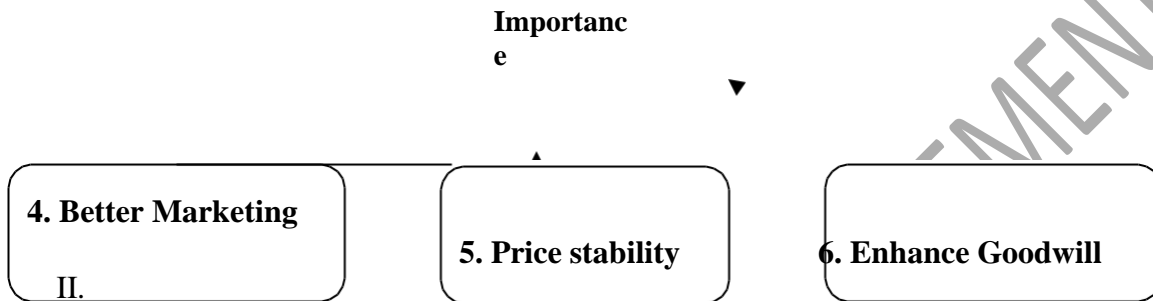 Importanc
e
4. Better Marketing
5. Price stability
6. Enhance Goodwill
II.